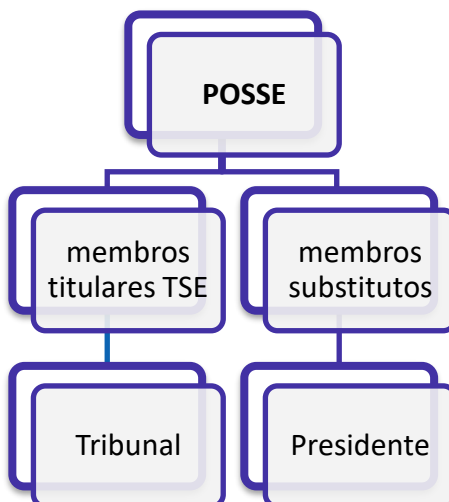 POSSE
membros
titulares TSE
membros
substitutos
Tribunal
Presidente